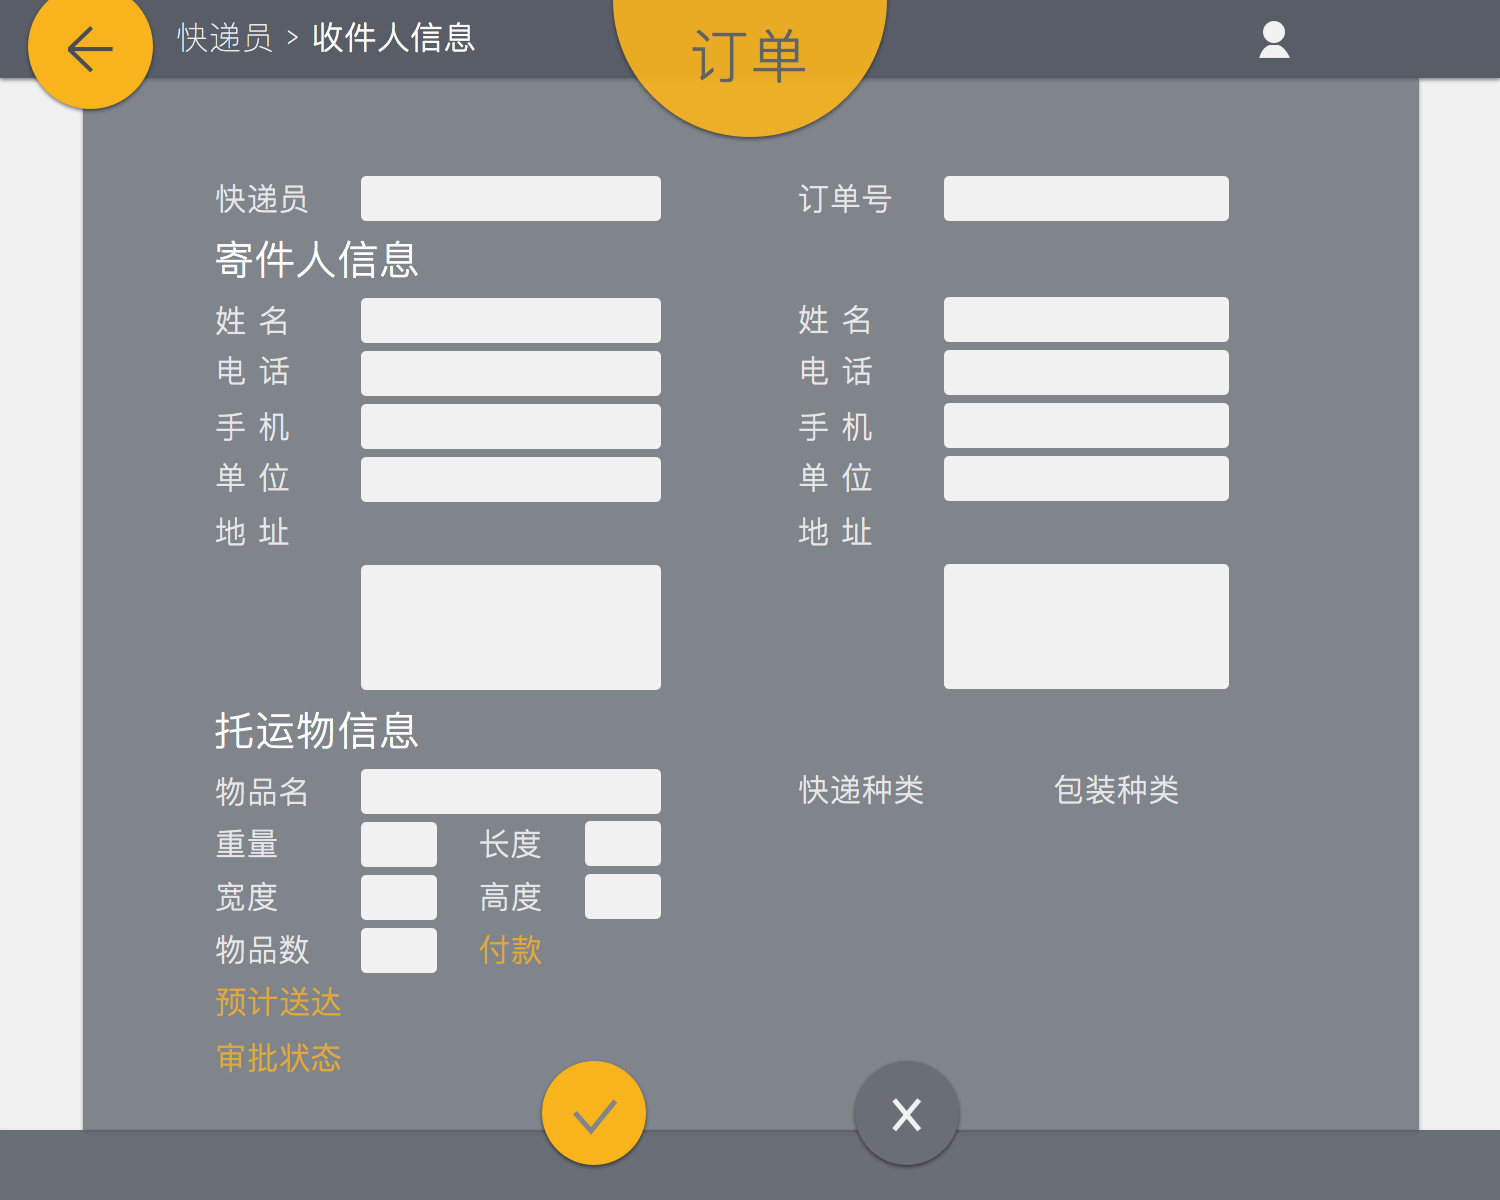 快递员 > 收件人信息
订单
快递员 订单号
寄件人信息
姓 名 姓 名
电 话 电 话
手 机 手 机
单 位 单 位
地 址 地 址
托运物信息
物品名 快递种类 包装种类
重量 长度
宽度 高度
物品数 付款
预计送达
审批状态